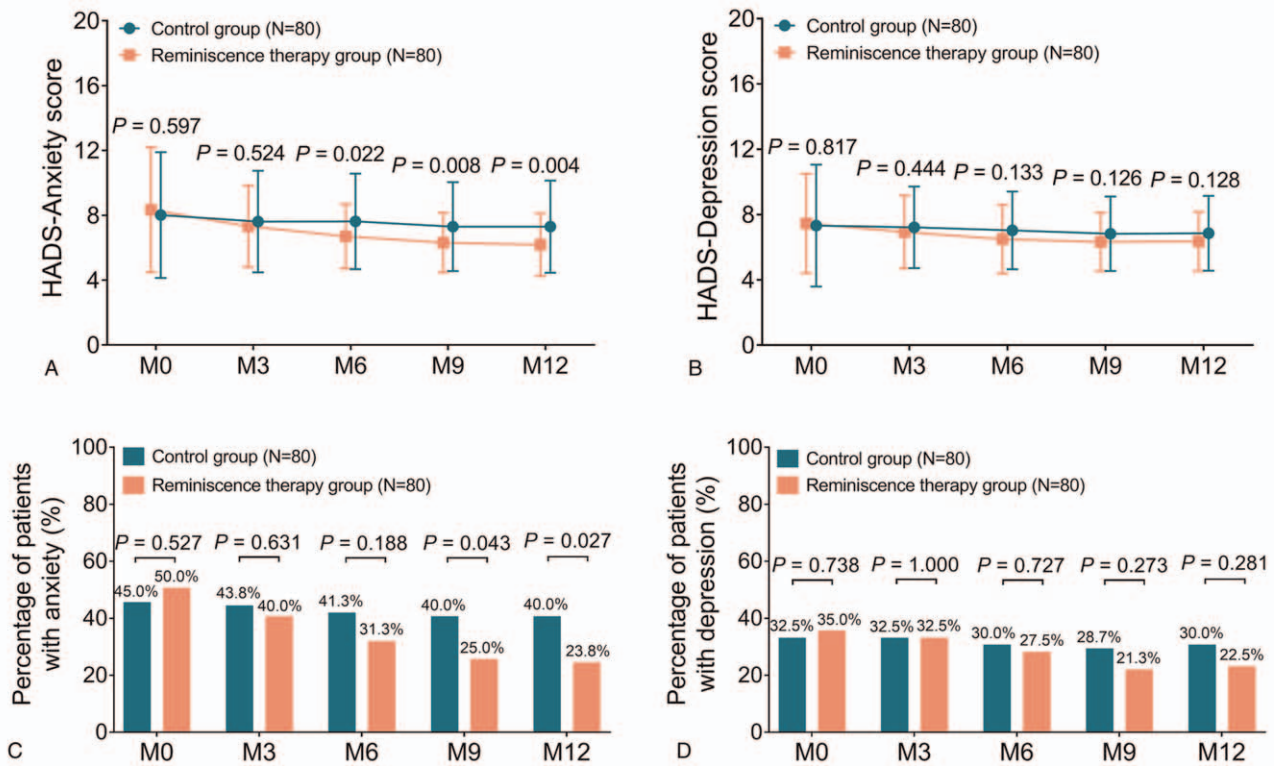 HADS-Anxiety score
20
16
12
8
4
0
Control group (N=80)
Reminiscence therapy group (N=80)
P = 0.597
P = 0.524
P = 0.022
P = 0.008
P = 0.004
M0
M3
M6
M9
M12
A
HADS-Depression score
20
16
12
8
4
0
Control group (N=80)
Reminiscence therapy group (N=80)
P = 0.817
P = 0.444
P = 0.133
P = 0.126
P = 0.128
M0
M3
M6
M9
M12
B
Percentage of patients
with anxiety (%)
100
80
60
40
20
0
Control group (N=80)
Reminiscence therapy group (N=80)
P = 0.527
P = 0.631
P = 0.188
P = 0.043
P = 0.027
45.0%
50.0%
43.8%
40.0%
41.3%
31.3%
40.0%
25.0%
40.0%
23.8%
M0
M3
M6
M9
M12
C
Percentage of patients
with depression (%)
100
80
60
40
20
0
Control group (N=80)
Reminiscence therapy group (N=80)
P = 0.738
P = 1.000
P = 0.727
P = 0.273
P = 0.281
32.5%
35.0%
32.5%
32.5%
30.0%
27.5%
28.7%
21.3%
30.0%
22.5%
M0
M3
M6
M9
M12
D